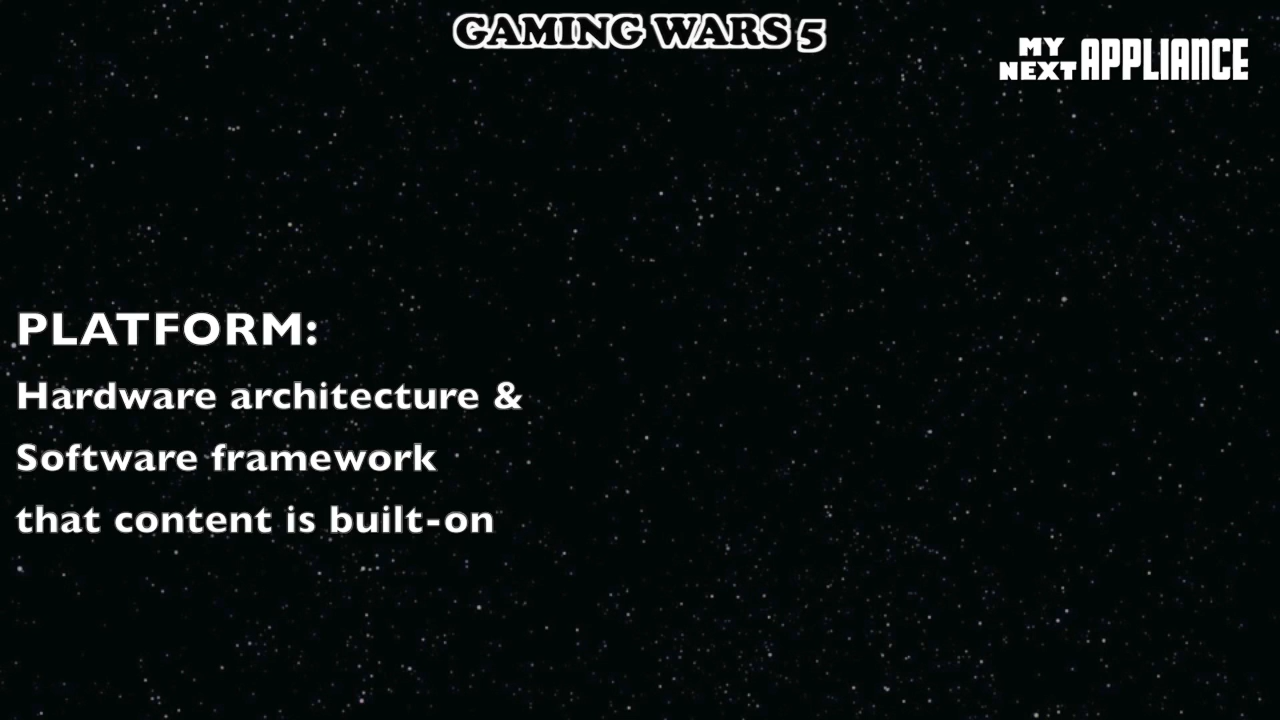 GAMING WARS 5
MY
NEXT APPLIANCE
PLATFORM:
Hardware architecture &
Software framework
that content is built-on